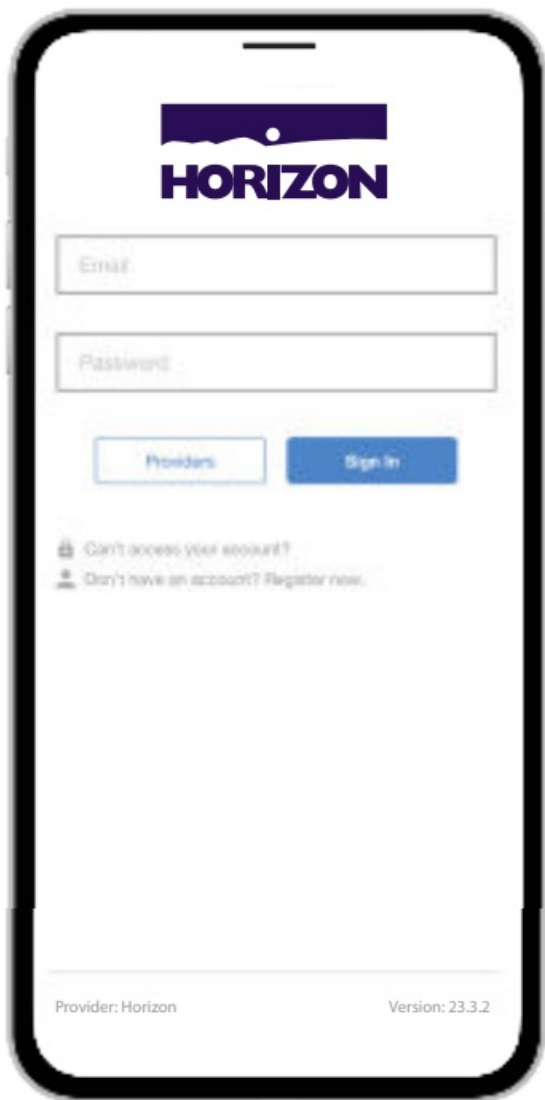 HORIZON
Email
Password
Providers Sign In
Can't access your account?
Don't have an account? Register now.
Provider: Horizon Version: 23.3.2